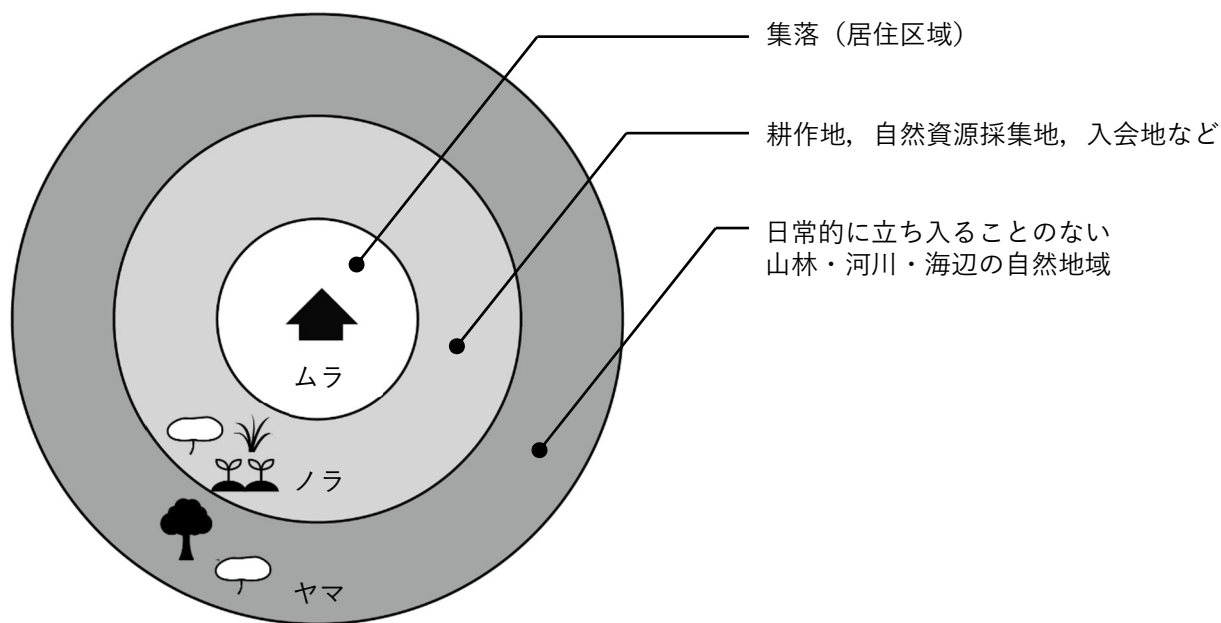 集落（居住区域）
耕作地，自然資源採集地，入会地など
日常的に立ち入ることのない
山林・河川・海辺の自然地域
ムラ
ノラ
ヤマ